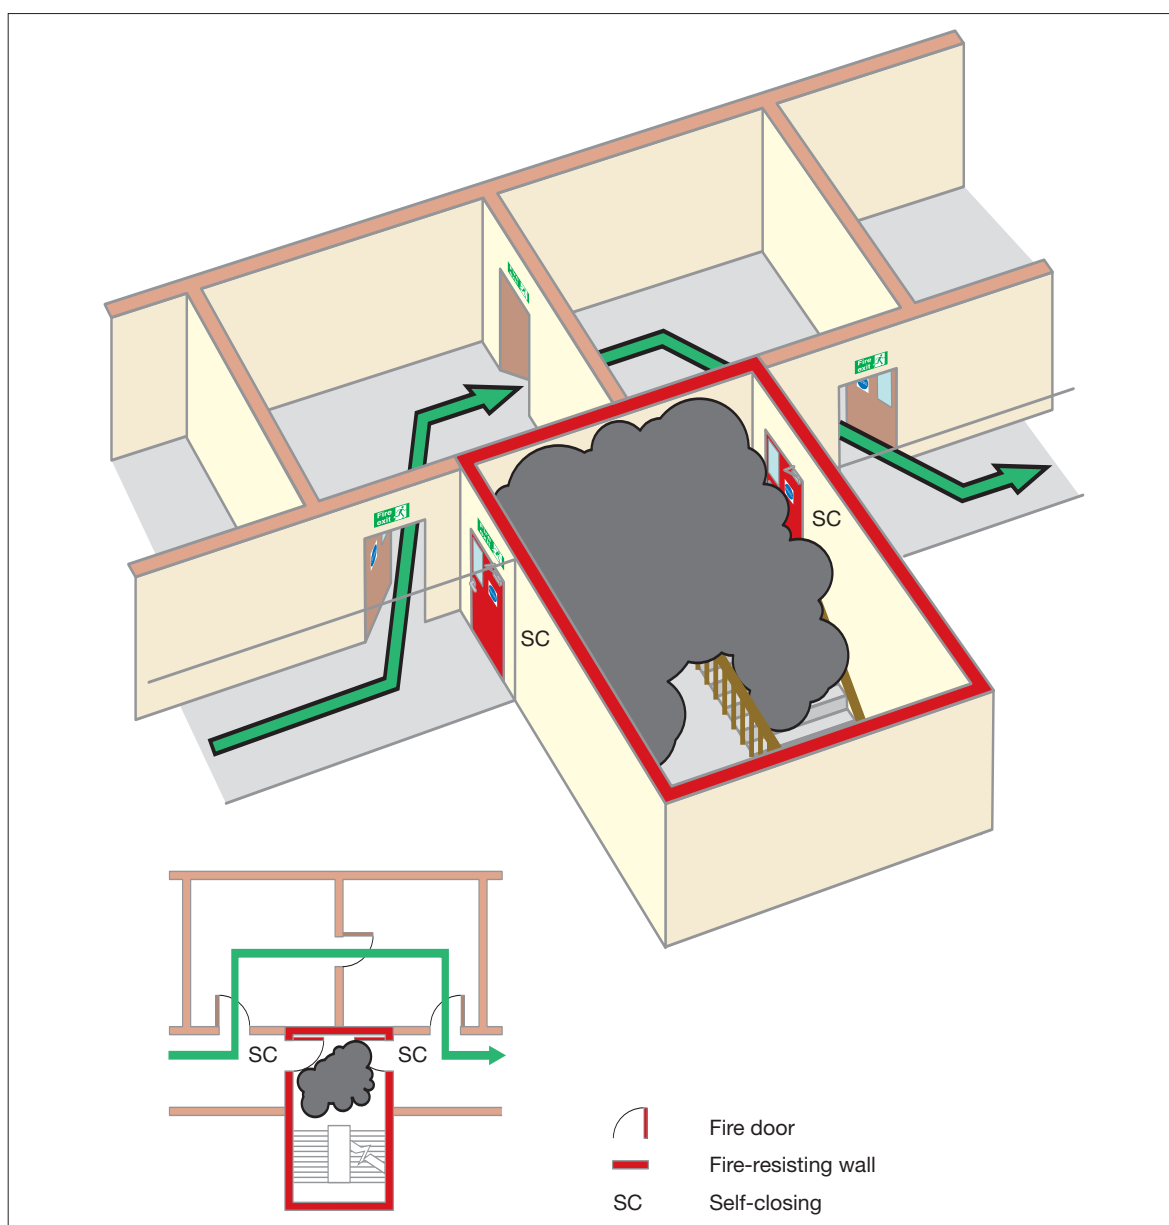 Fire
exit
Fire
exit
SC
SC
SC
SC
Fire door
Fire-resisting wall
SC
Self-closing